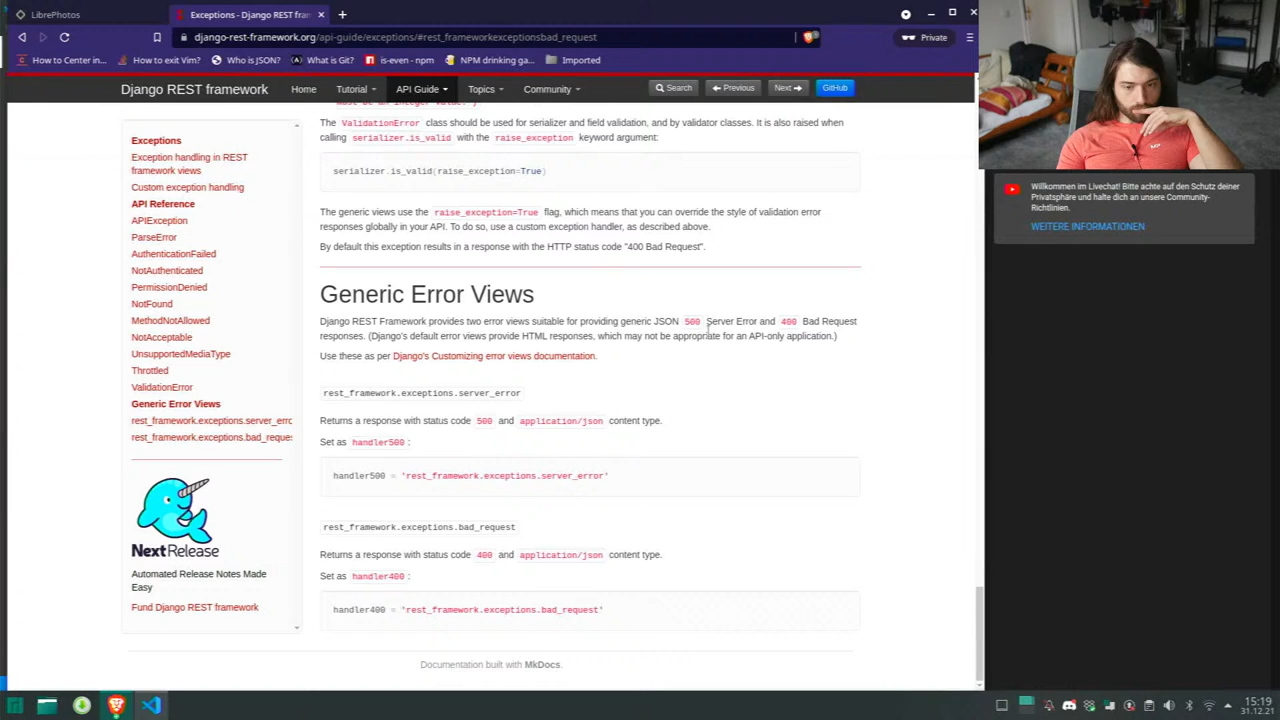 LibrePhotos
Exceptions - Django REST fram
django-rest-framework.org/api-guide/exceptions/#rest_frameworkexceptionsbad_request
Private
How to Center in...
How to exit Vim?
Who is JSON?
What is Git?
is-even - npm
NPM drinking ga...
Imported
Django REST framework
Home
Tutorial
API Guide
Topics
Community
Search
Previous
Next
GitHub
Exceptions
Exception handling in REST
framework views
Custom exception handling
API Reference
APIException
ParseError
AuthenticationFailed
NotAuthenticated
PermissionDenied
NotFound
MethodNotAllowed
NotAcceptable
UnsupportedMediaType
Throttled
ValidationError
Generic Error Views
rest_framework.exceptions.server_erro
rest_framework.exceptions.bad_reques
NextRelease
Automated Release Notes Made
Easy
Fund Django REST framework
must be an integer value.
The ValidationError class should be used for serializer and field validation, and by validator classes. It is also raised when
calling serializer.is_valid with the raise_exception keyword argument:
serializer.is_valid(raise_exception=True)
The generic views use the raise_exception=True flag, which means that you can override the style of validation error
responses globally in your API. To do so, use a custom exception handler, as described above.
By default this exception results in a response with the HTTP status code "400 Bad Request".
Generic Error Views
Django REST Framework provides two error views suitable for providing generic JSON 500 Server Error and 400 Bad Request
responses. (Django's default error views provide HTML responses, which may not be appropriate for an API-only application.)
Use these as per Django's Customizing error views documentation.
rest_framework.exceptions.server_error
Returns a response with status code 500 and application/json content type.
Set as handler500 :
handler500 = 'rest_framework.exceptions.server_error'
rest_framework.exceptions.bad_request
Returns a response with status code 400 and application/json content type.
Set as handler400 :
handler400 = 'rest_framework.exceptions.bad_request'
Documentation built with MkDocs.
Willkommen im Livechat! Bitte achte auf den Schutz deiner
Privatsphäre und halte dich an unsere Community-
Richtlinien.
WEITERE INFORMATIONEN
15:19
31.12.21